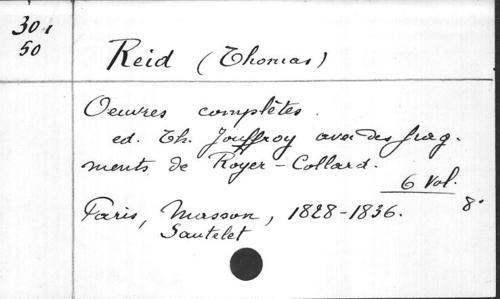 30,
50
Reid (Thomas)
Oeuvres complètes.
ed. Th. Jouffroy avec des frag-
ments de Royer-Collard.
6 Vol.
Paris, Masson, 1828-1836. 8°
Sautelet